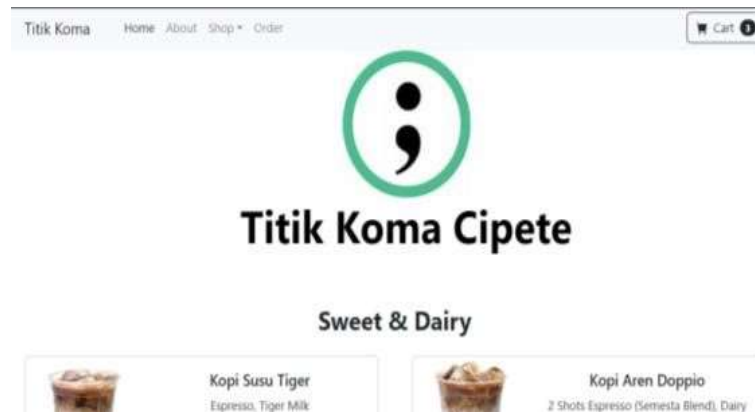 Titik Koma Home About Shop Order Cart
;
Titik Koma Cipete
Sweet & Dairy
Kopi Susu Tiger
Espresso, Tiger Milk
Kopi Aren Doppio
2 Shots Espresso (Semesta Blend), Dairy